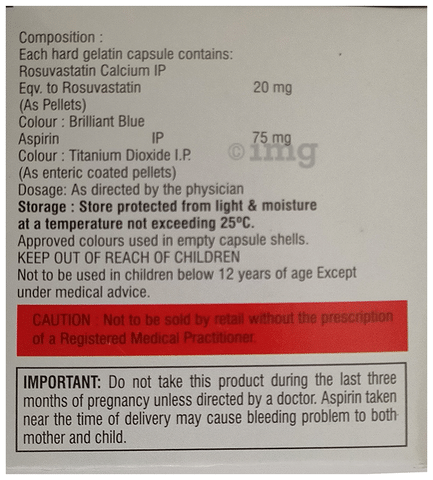 Composition :
Each hard gelatin capsule contains:
Rosuvastatin Calcium IP
Eqv. to Rosuvastatin 20 mg
(As Pellets)
Colour : Brilliant Blue
Aspirin IP 75 mg
Colour : Titanium Dioxide I.P.
(As enteric coated pellets)
Dosage: As directed by the physician
Storage : Store protected from light & moisture
at a temperature not exceeding 25ºC.
Approved colours used in empty capsule shells.
KEEP OUT OF REACH OF CHILDREN
Not to be used in children below 12 years of age Except
under medical advice.
CAUTION : Not to be sold by retail without the prescription
of a Registered Medical Practitioner.
IMPORTANT: Do not take this product during the last three
months of pregnancy unless directed by a doctor. Aspirin taken
near the time of delivery may cause bleeding problem to both
mother and child.
©img